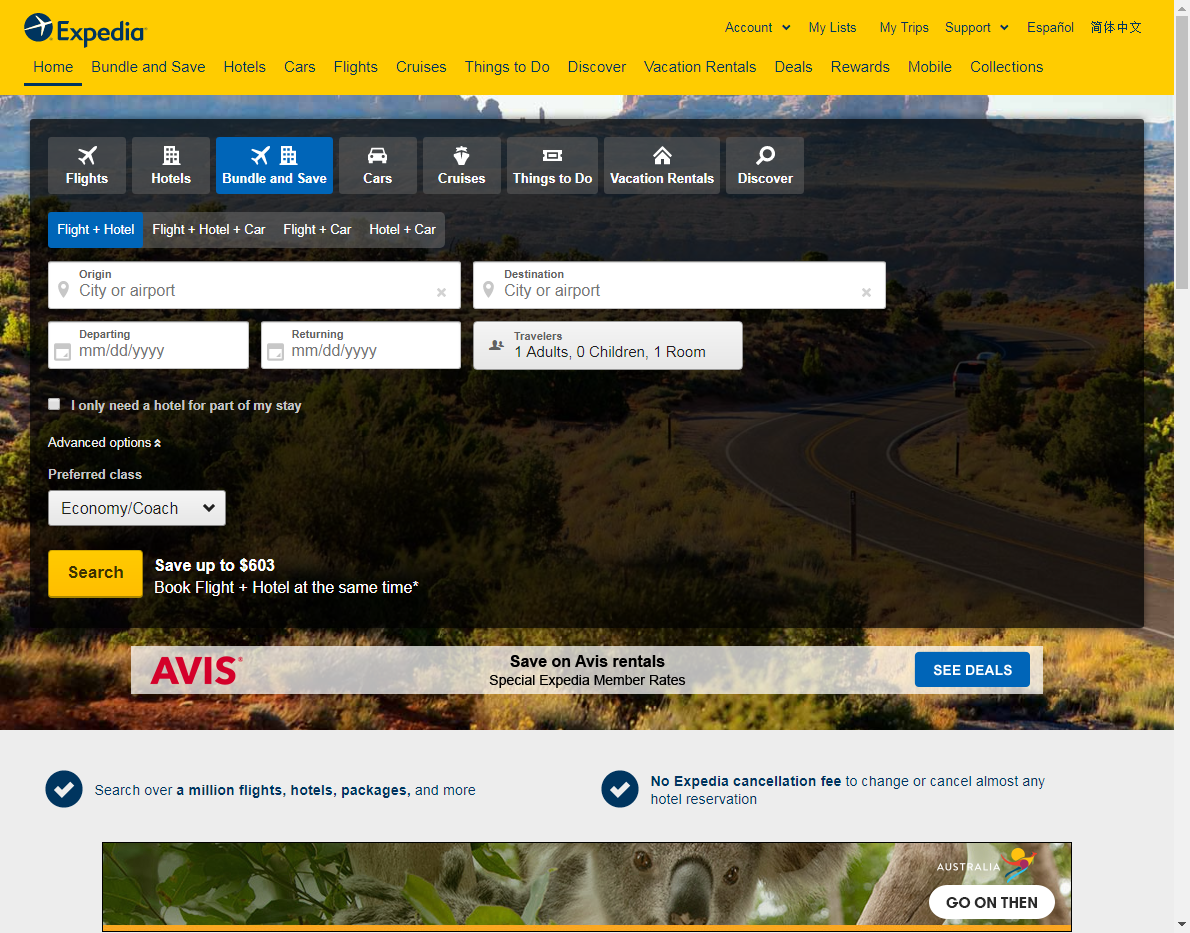 Expedia
Account My Lists My Trips Support Español 简体中文
Home Bundle and Save Hotels Cars Flights Cruises Things to Do Discover Vacation Rentals Deals Rewards Mobile Collections
Flights Hotels Bundle and Save Cars Cruises Things to Do Vacation Rentals Discover
Flight + Hotel Flight + Hotel + Car Flight + Car Hotel + Car
Origin
City or airport
Destination
City or airport
Departing
mm/dd/yyyy
Returning
mm/dd/yyyy
Travelers
1 Adults, 0 Children, 1 Room
I only need a hotel for part of my stay
Advanced options
Preferred class
Economy/Coach
Search
Save up to $603
Book Flight + Hotel at the same time*
AVIS
Save on Avis rentals
Special Expedia Member Rates
SEE DEALS
Search over a million flights, hotels, packages, and more
No Expedia cancellation fee to change or cancel almost any
hotel reservation
AUSTRALIA
GO ON THEN